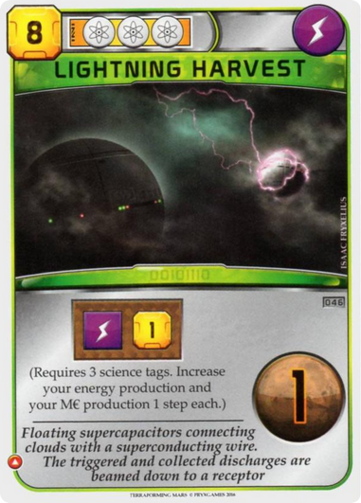 8
LIGHTNING HARVEST
ISAAC FRYXELIUS
046
1
(Requires 3 science tags. Increase
your energy production and
your M€ production 1 step each.)
1
Floating supercapacitors connecting
clouds with a superconducting wire.
The triggered and collected discharges are
beamed down to a receptor
TERRAFORMING MARS © FRYXGAMES 2016